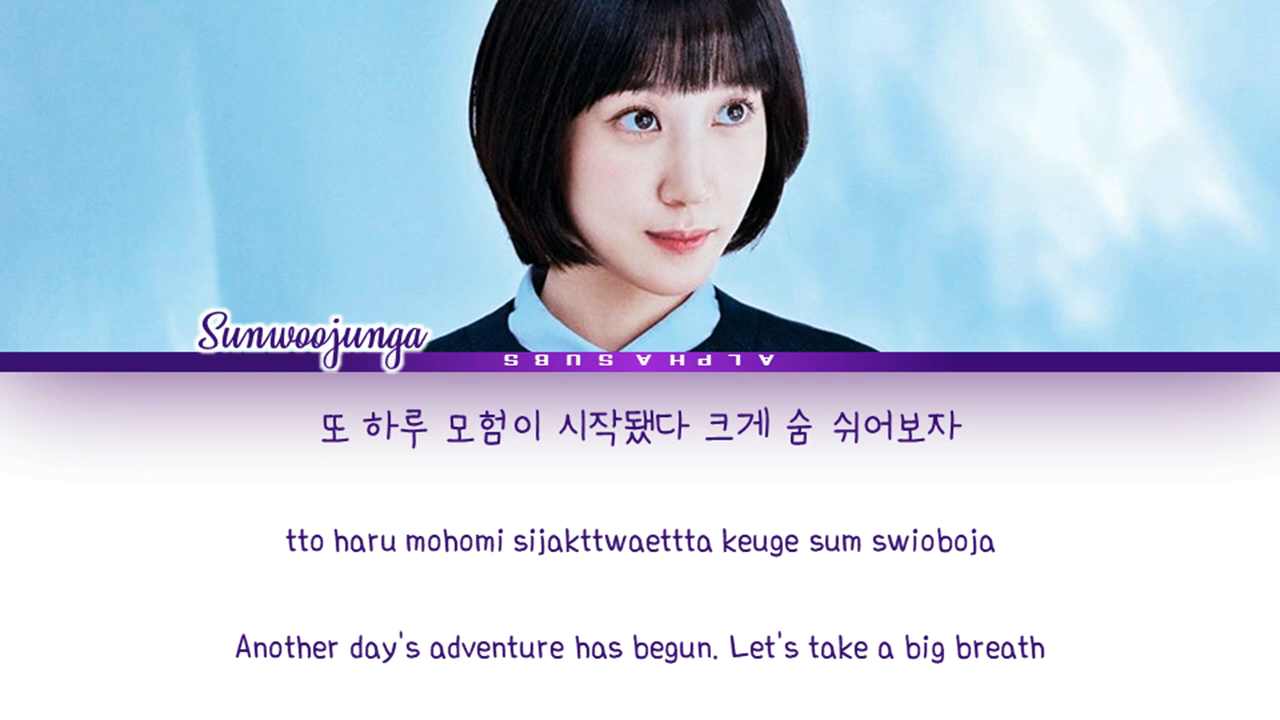 Sunwoojunga
ALPHASUBS
또 하루 모험이 시작됐다 크게 숨 쉬어보자
tto haru mohomi sijakttwaettta keuge sum swioboja
Another day's adventure has begun. Let's take a big breath